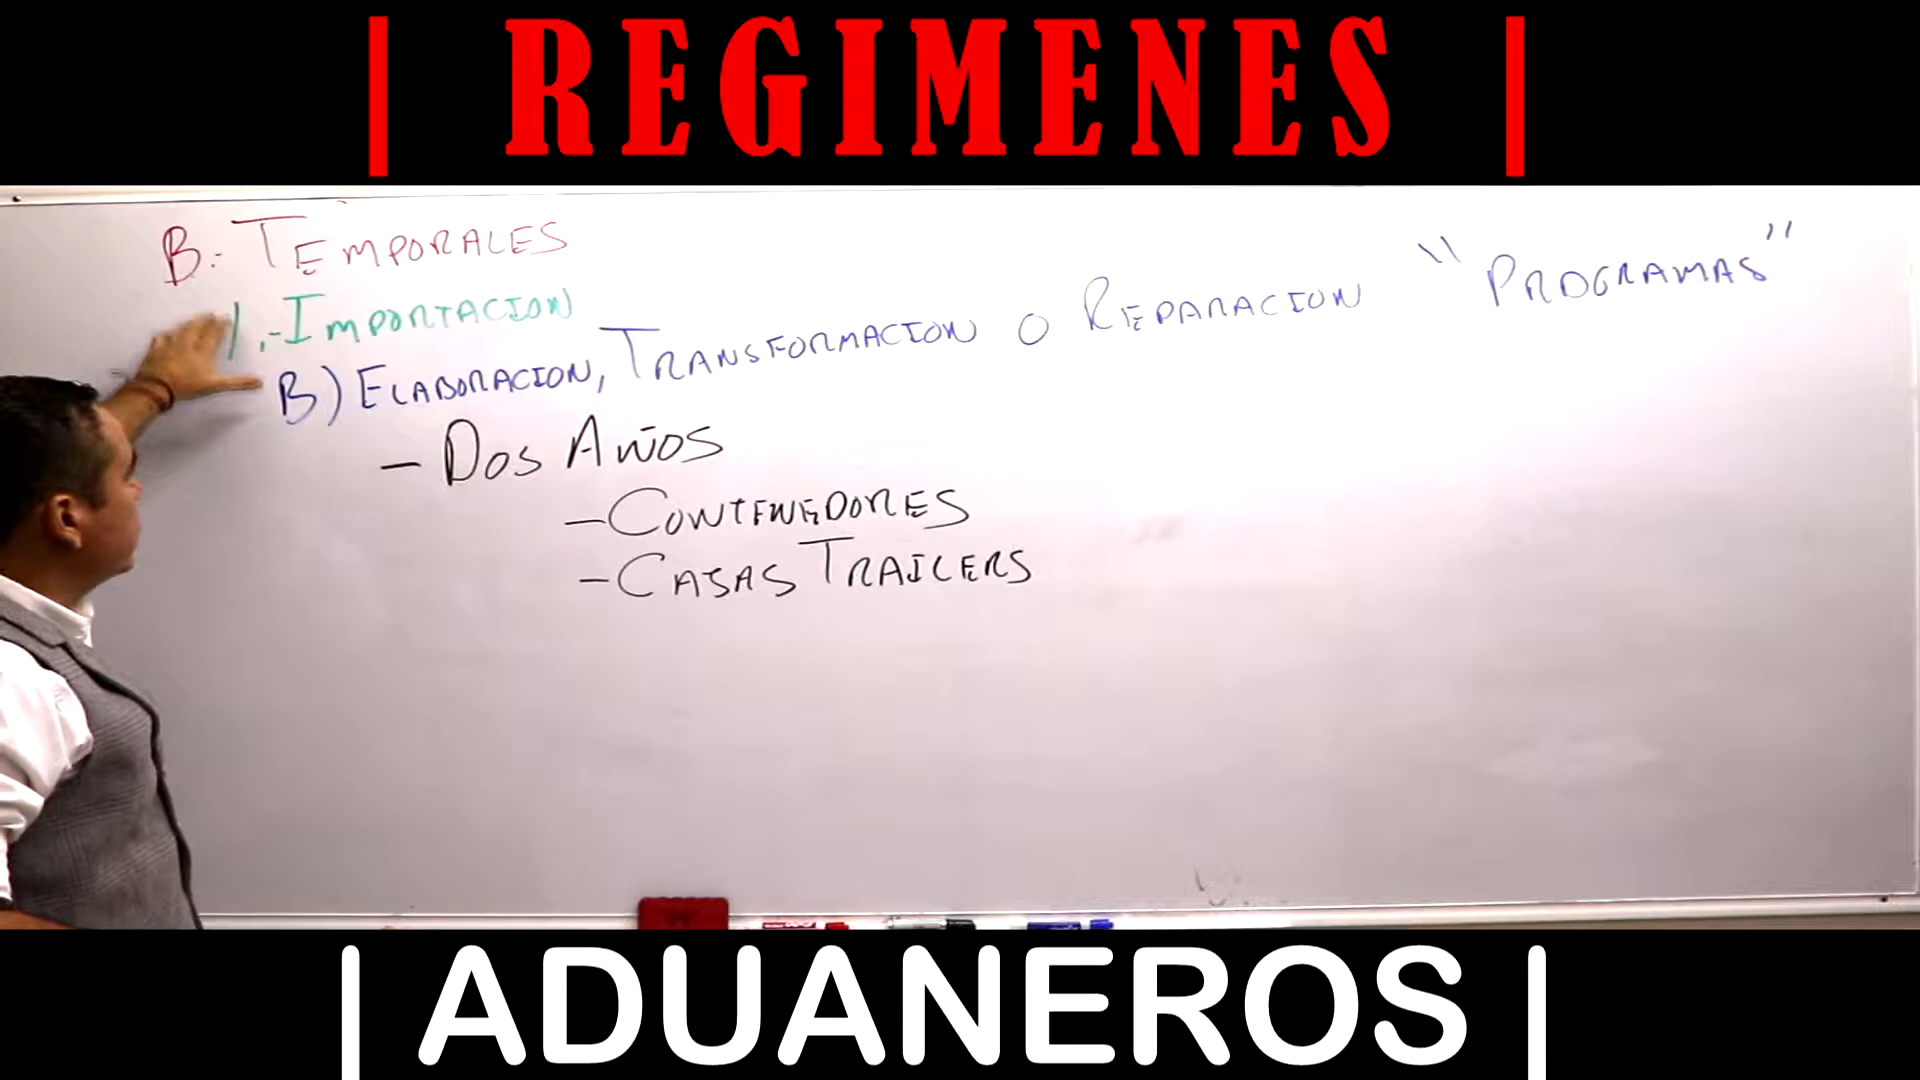 | REGIMENES |
B.- TEMPORALES
1.- IMPORTACION
B) ELABORACION, TRANSFORMACION O REPARACION "PROGRAMAS"
- DOS AÑOS
- CONTENEDORES
- CASAS TRAILERS
| ADUANEROS |